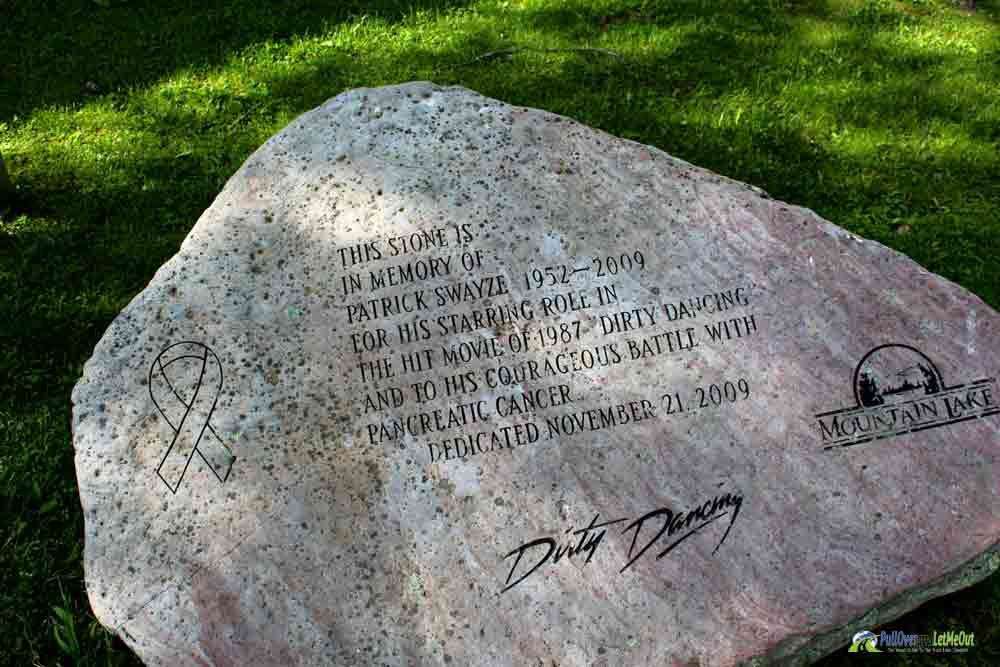 THIS STONE IS
IN MEMORY OF
PATRICK SWAYZE 1952—2009
FOR HIS STARRING ROLE IN
THE HIT MOVIE OF 1987 DIRTY DANCING
AND TO HIS COURAGEOUS BATTLE WITH
PANCREATIC CANCER.
DEDICATED NOVEMBER 21, 2009
MOUNTAIN LAKE
Dirty Dancing
PullOver LetMeOut